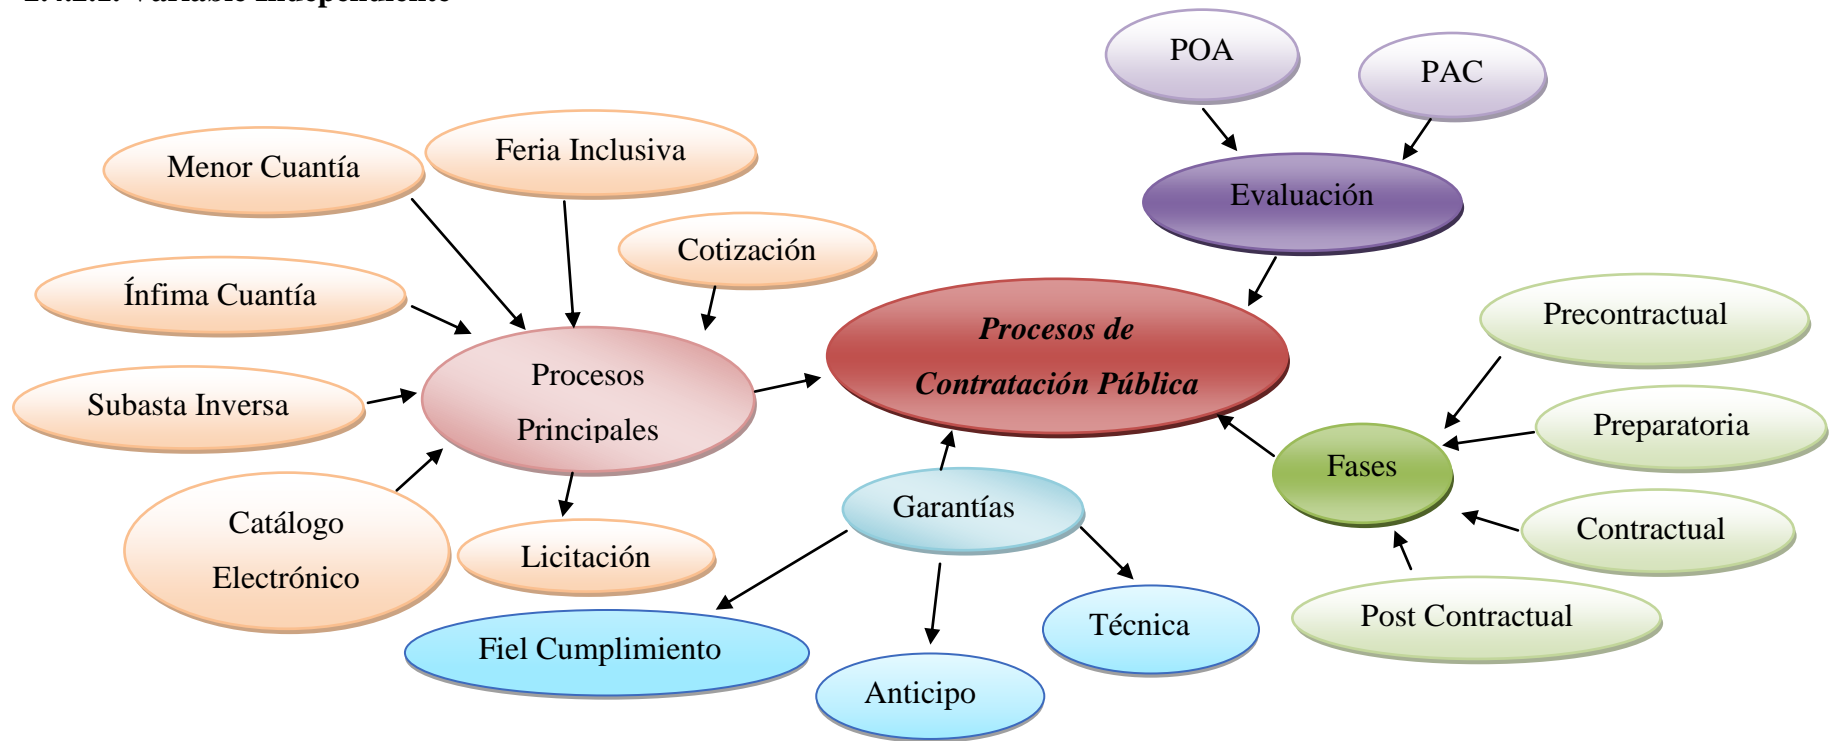 POA
PAC
Menor Cuantía
Feria Inclusiva
Evaluación
Cotización
Ínfima Cuantía
Procesos de
Contratación Pública
Precontractual
Procesos
Principales
Subasta Inversa
Preparatoria
Fases
Garantías
Catálogo
Electrónico
Licitación
Contractual
Técnica
Post Contractual
Fiel Cumplimiento
Anticipo